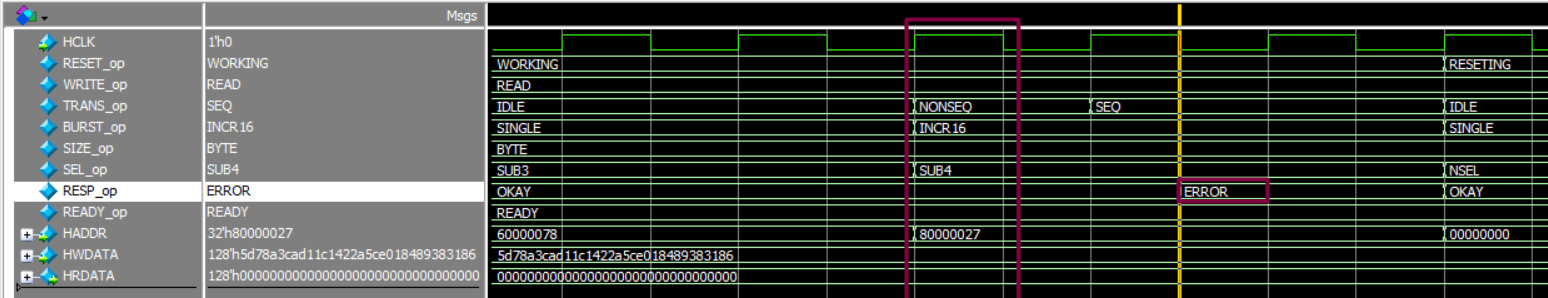 Msgs
HCLK 1'h0
RESET_op WORKING WORKING RESETING
WRITE_op READ READ
TRANS_op SEQ IDLE NONSEQ SEQ IDLE
BURST_op INCR16 SINGLE INCR16 SINGLE
SIZE_op BYTE BYTE
SEL_op SUB4 SUB3 SUB4 NSEL
RESP_op ERROR OKAY ERROR OKAY
READY_op READY READY
HADDR 32'h80000027 60000078 80000027 00000000
HWDATA 128'h5d78a3cad11c1422a5ce018489383186 5d78a3cad11c1422a5ce018489383186
HRDATA 128'h00000000000000000000000000000000 00000000000000000000000000000000